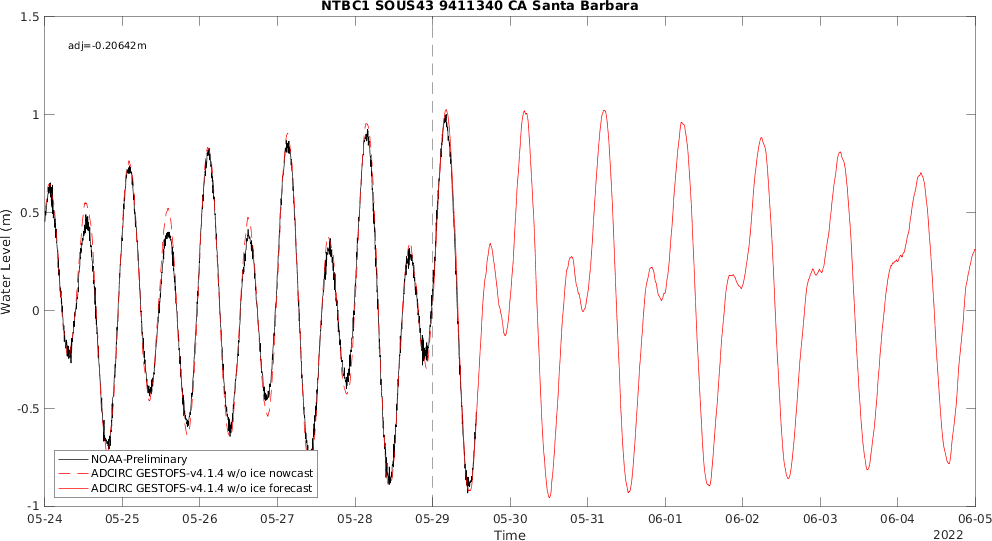 NTBC1 SOUS43 9411340 CA Santa Barbara
1.5
adj=-0.20642m
1
0.5
Water Level (m)
0
-0.5
NOAA-Preliminary
ADCIRC GESTOFS-v4.1.4 w/o ice nowcast
ADCIRC GESTOFS-v4.1.4 w/o ice forecast
-1
05-24 05-25 05-26 05-27 05-28 05-29 05-30 05-31 06-01 06-02 06-03 06-04 06-05
Time
2022